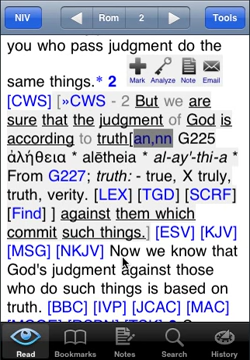 NIV
Rom
2
Tools
you who pass judgment do the
same things.* 2
Mark
Analyze
Note
Email
[CWS] [»CWS - 2 But we are
sure that the judgment of God is
according to truth[an,nn G225
ἀλήθεια * alētheia * al-ay'-thi-a *
From G227; truth: - true, X truly,
truth, verity. [LEX] [TGD] [SCRF]
[Find] ] against them which
commit such things.] [ESV] [KJV]
[MSG] [NKJV] Now we know that
God's judgment against those
who do such things is based on
truth. [BBC] [IVP] [JCAC] [MAC]
Read
Bookmarks
Notes
Search
History